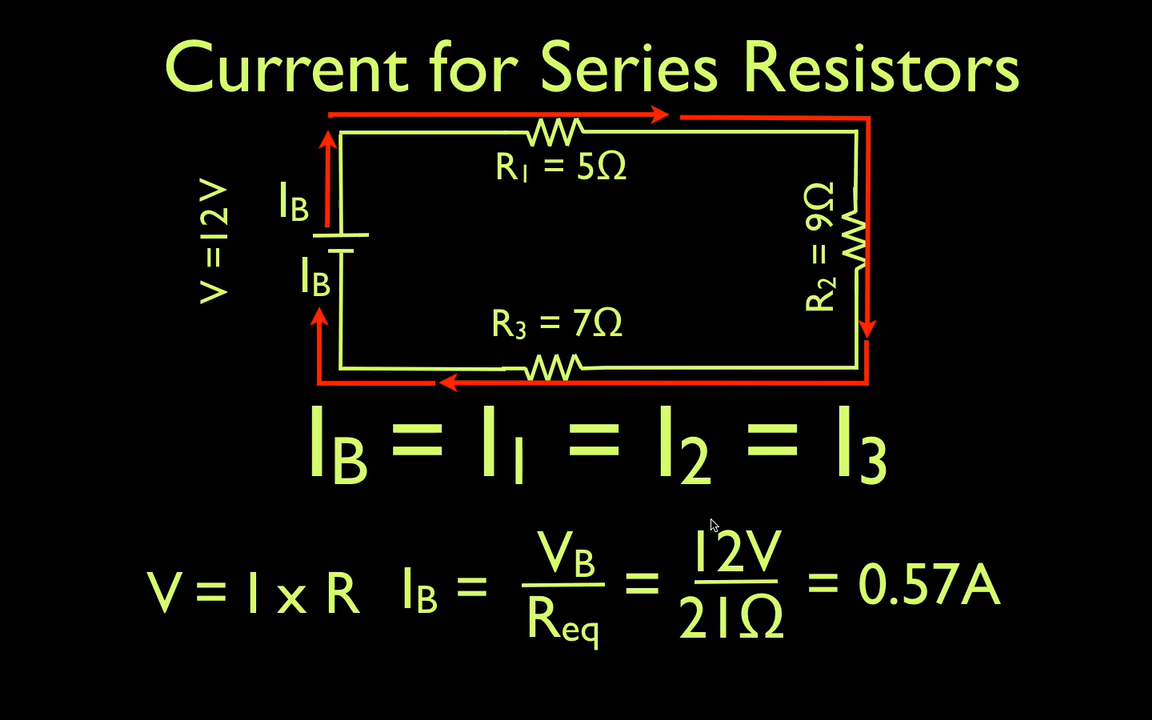 Current for Series Resistors
R₁ = 5Ω
V =12V
I_B
R₂ = 9Ω
I_B
R₃ = 7Ω
I_B = I₁ = I₂ = I₃
V = I x R I_B = V_B / R_eq = 12V / 21Ω = 0.57A